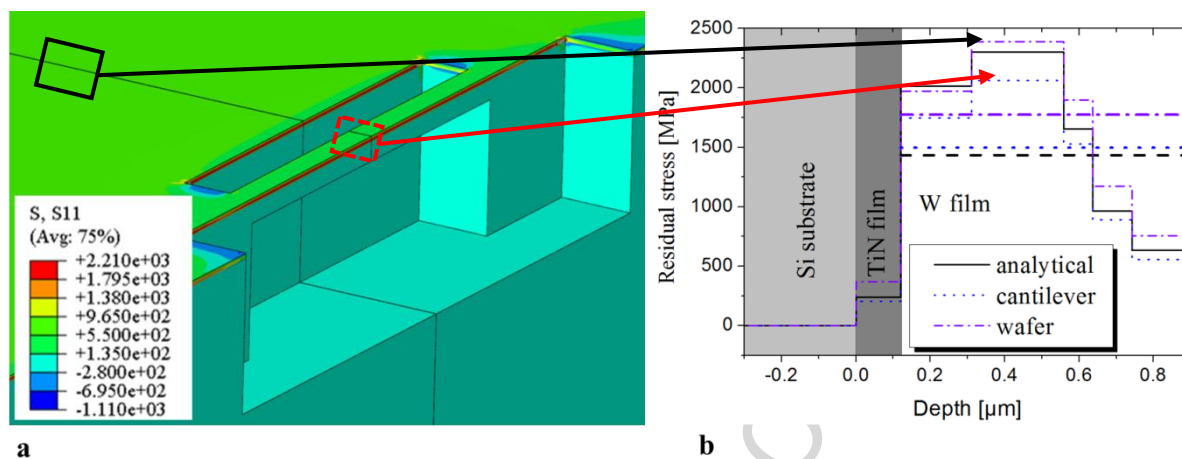 S, S11
(Avg: 75%)
+2.210e+03
+1.795e+03
+1.380e+03
+9.650e+02
+5.500e+02
+1.350e+02
-2.800e+02
-6.950e+02
-1.110e+03
a
2500
2000
1500
1000
500
0
Residual stress [MPa]
Si substrate
TiN film
W film
analytical
cantilever
wafer
-0.2
0.0
0.2
0.4
0.6
0.8
Depth [µm]
b